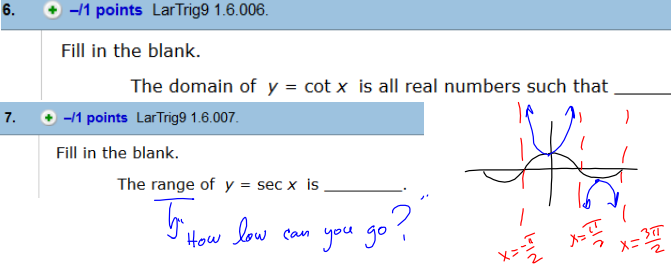 6. –/1 points LarTrig9 1.6.006.
Fill in the blank.
The domain of y = cot x is all real numbers such that ________
7. –/1 points LarTrig9 1.6.007.
Fill in the blank.
The range of y = sec x is ________.
"y"
How low can you go?
x=-π/2
x=π/2
x=3π/2